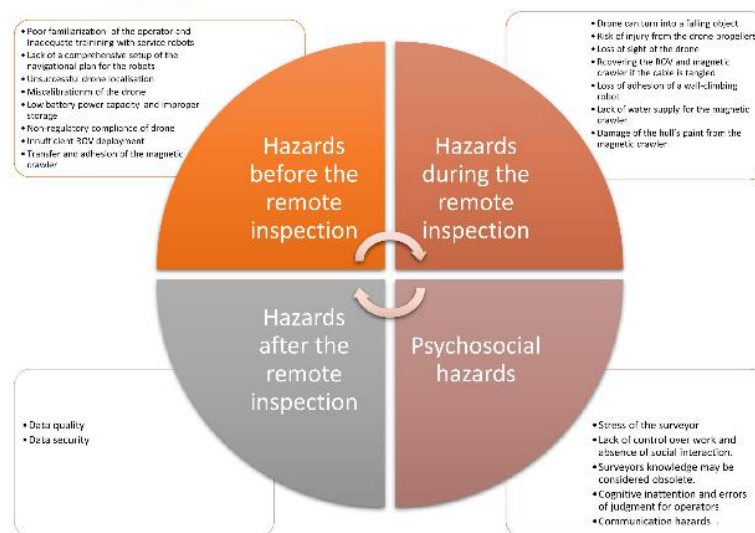 • Poor familiarization of the operator and
inadequate trainning with service robots
• Lack of a comprehensive setup of the
navigational plan for the robots
• Unsuccessful drone localisation
• Miscalibrationm of the drone
• Low battery power capacity and improper
storage
• Non-regulatory compliance of drone
• Insufficient ROV deployment
• Transfer and adhesion of the magnetic
crawler
• Drone can turn into a falling object
• Risk of injury from the drone propellers
• Loss of sight of the drone
• Rcovering the ROV and magnetic
crawler if the cable is tangled
• Loss of adhesion of a wall-climbing
robot
• Lack of water supply for the magnetic
crawler
• Damage of the hull's paint from the
magnetic crawler
Hazards
before the
remote
inspection
Hazards
during the
remote
inspection
Hazards
after the
remote
inspection
Psychosocial
hazards
• Data quality
• Data security
• Stress of the surveyor
• Lack of control over work and
absence of social interaction.
• Surveyors knowledge may be
considered obsolete.
• Cognitive inattention and errors
of judgment for operators
• Communication hazards .